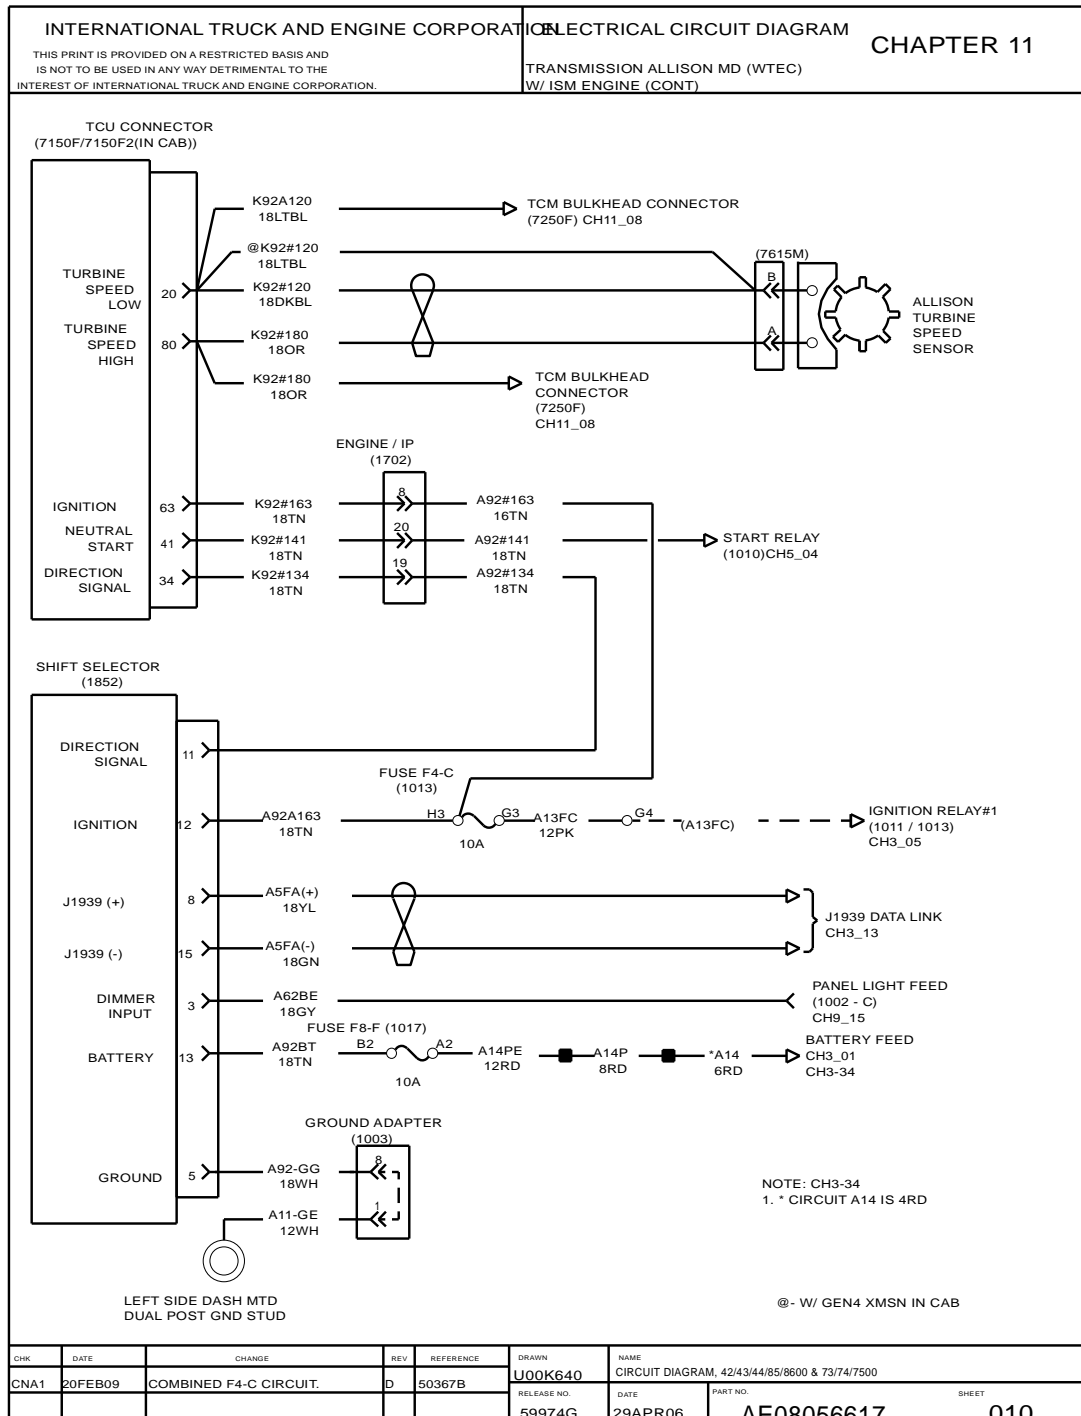 INTERNATIONAL TRUCK AND ENGINE CORPORATION
THIS PRINT IS PROVIDED ON A RESTRICTED BASIS AND
IS NOT TO BE USED IN ANY WAY DETRIMENTAL TO THE
INTEREST OF INTERNATIONAL TRUCK AND ENGINE CORPORATION.
ELECTRICAL CIRCUIT DIAGRAM
TRANSMISSION ALLISON MD (WTEC)
W/ ISM ENGINE (CONT)
CHAPTER 11
TCU CONNECTOR
(7150F/7150F2(IN CAB))
K92A120
18LTBL
TCM BULKHEAD CONNECTOR
(7250F) CH11_08
@K92#120
18LTBL
(7615M)
TURBINE
SPEED
LOW
20
K92#120
18DKBL
B
TURBINE
SPEED
HIGH
80
K92#180
18OR
A
ALLISON
TURBINE
SPEED
SENSOR
K92#180
18OR
TCM BULKHEAD
CONNECTOR
(7250F)
CH11_08
ENGINE / IP
(1702)
IGNITION
63
K92#163
18TN
8
A92#163
16TN
NEUTRAL
START
41
K92#141
18TN
20
A92#141
18TN
START RELAY
(1010)CH5_04
DIRECTION
SIGNAL
34
K92#134
18TN
19
A92#134
18TN
SHIFT SELECTOR
(1852)
DIRECTION
SIGNAL
11
FUSE F4-C
(1013)
IGNITION
12
A92A163
18TN
H3
10A
G3
A13FC
12PK
G4
(A13FC)
IGNITION RELAY#1
(1011 / 1013)
CH3_05
J1939 (+)
8
A5FA(+)
18YL
J1939 (-)
15
A5FA(-)
18GN
J1939 DATA LINK
CH3_13
DIMMER
INPUT
3
A62BE
18GY
PANEL LIGHT FEED
(1002 - C)
CH9_15
FUSE F8-F (1017)
BATTERY
13
A92BT
18TN
B2
10A
A2
A14PE
12RD
A14P
8RD
*A14
6RD
BATTERY FEED
CH3_01
CH3-34
GROUND ADAPTER
(1003)
GROUND
5
A92-GG
18WH
8
A11-GE
12WH
1
LEFT SIDE DASH MTD
DUAL POST GND STUD
NOTE: CH3-34
1. * CIRCUIT A14 IS 4RD
@- W/ GEN4 XMSN IN CAB
CHK DATE CHANGE REV REFERENCE
CNA1 20FEB09 COMBINED F4-C CIRCUIT. D 50367B
DRAWN
U00K640
NAME
CIRCUIT DIAGRAM, 42/43/44/85/8600 & 73/74/7500
RELEASE NO.
59974G
DATE
29APR06
PART NO.
AE08056617
SHEET
010